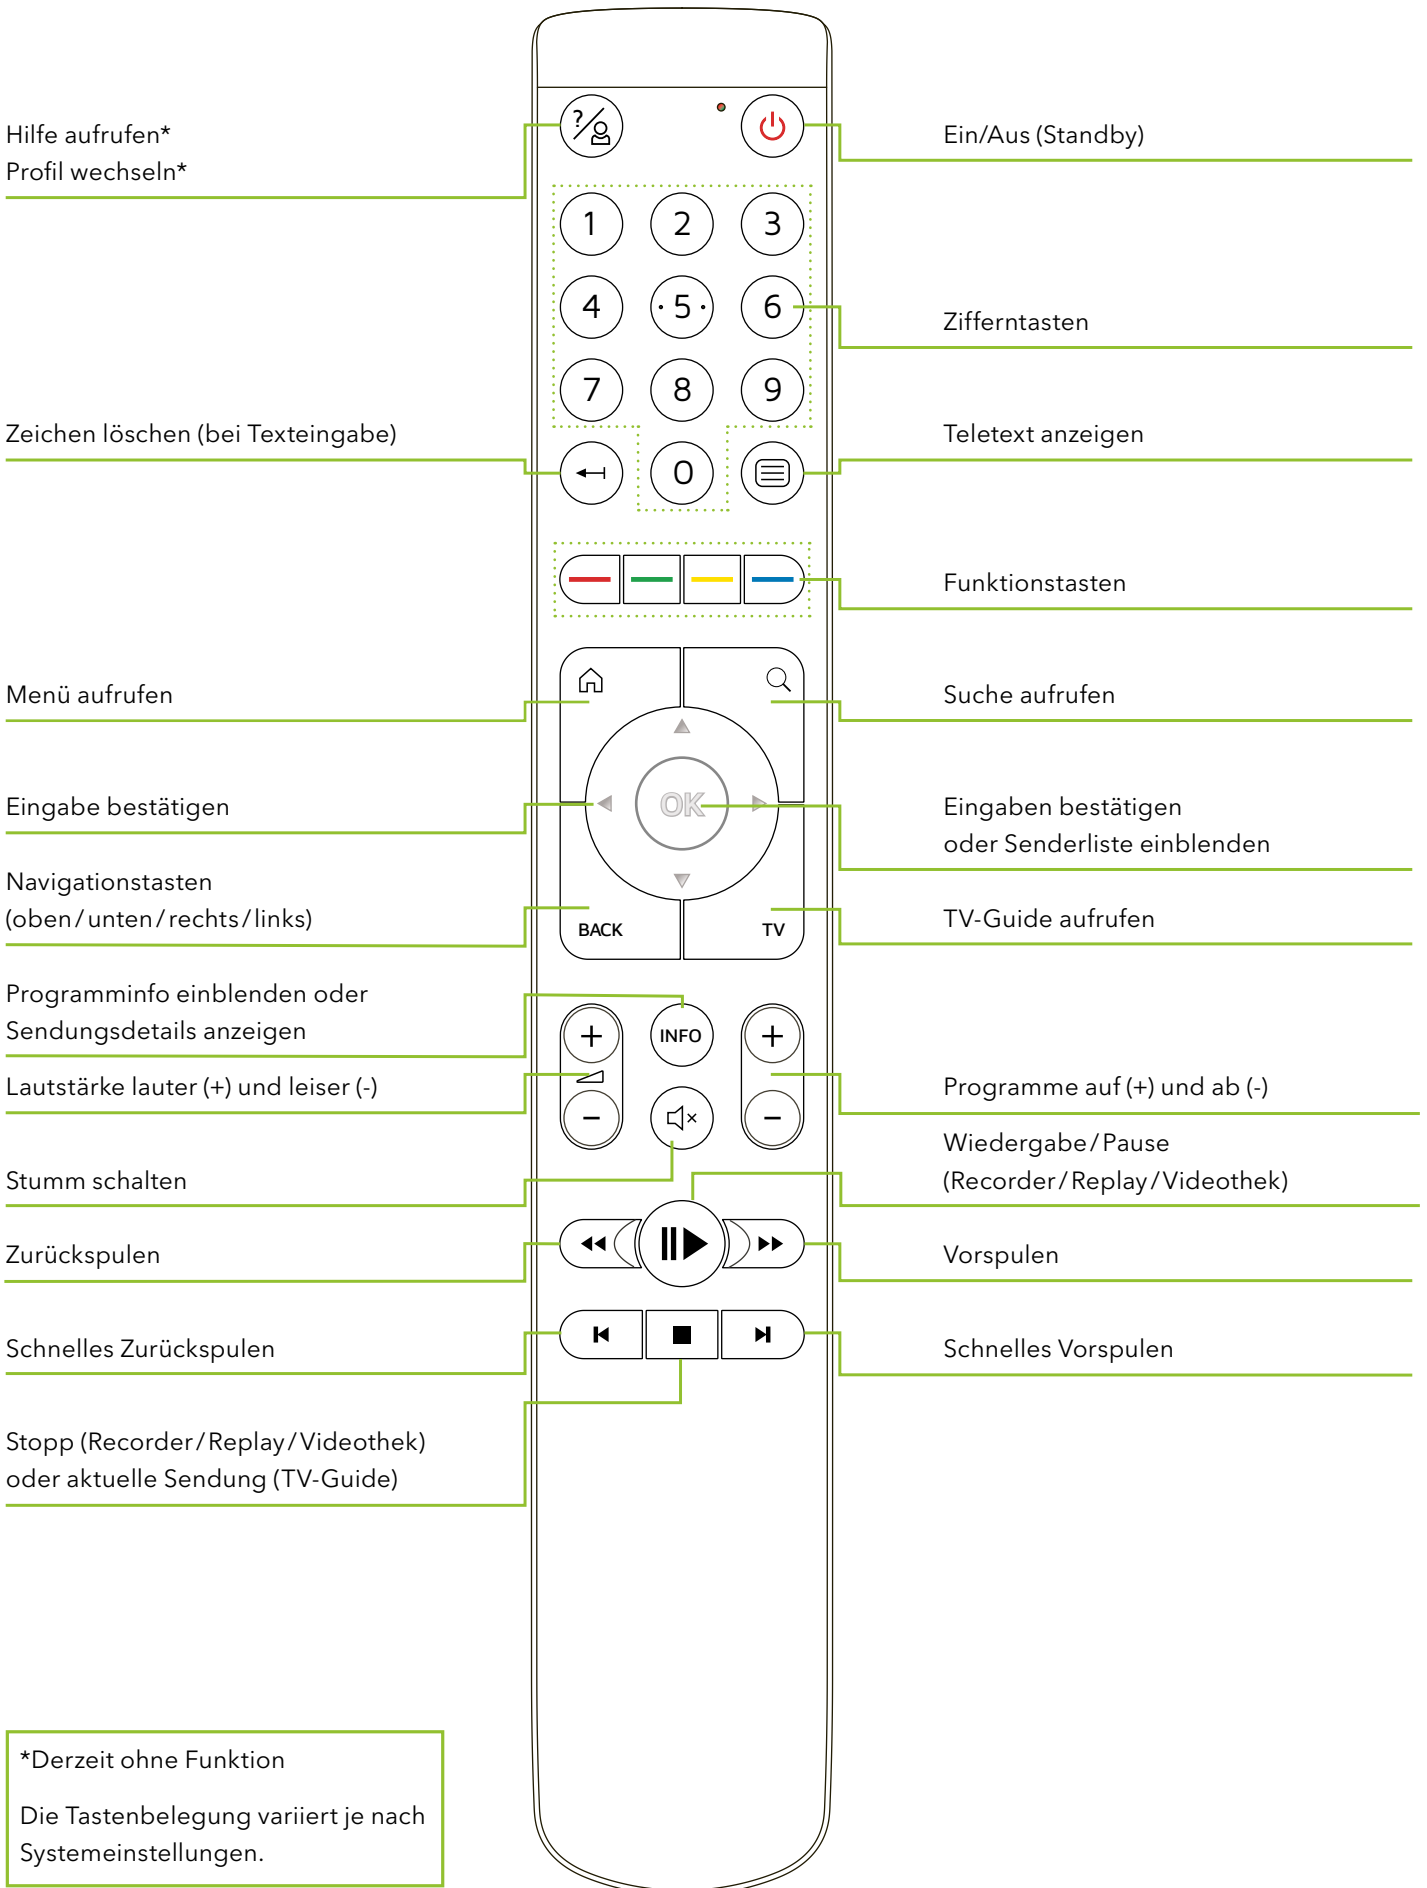 ?
Hilfe aufrufen*
Profil wechseln*
Ein/Aus (Standby)
1 2 3
4 · 5 · 6
Zifferntasten
7 8 9
Zeichen löschen (bei Texteingabe)
Teletext anzeigen
0
Funktionstasten
Menü aufrufen
Suche aufrufen
OK
Eingabe bestätigen
Eingaben bestätigen
oder Senderliste einblenden
Navigationstasten
(oben/unten/rechts/links)
BACK
TV
TV-Guide aufrufen
Programminfo einblenden oder
Sendungsdetails anzeigen
+ INFO +
Lautstärke lauter (+) und leiser (-)
Programme auf (+) und ab (-)
− −
Stumm schalten
Wiedergabe/Pause
(Recorder/Replay/Videothek)
Zurückspulen
Vorspulen
Schnelles Zurückspulen
Schnelles Vorspulen
Stopp (Recorder/Replay/Videothek)
oder aktuelle Sendung (TV-Guide)
*Derzeit ohne Funktion
Die Tastenbelegung variiert je nach
Systemeinstellungen.